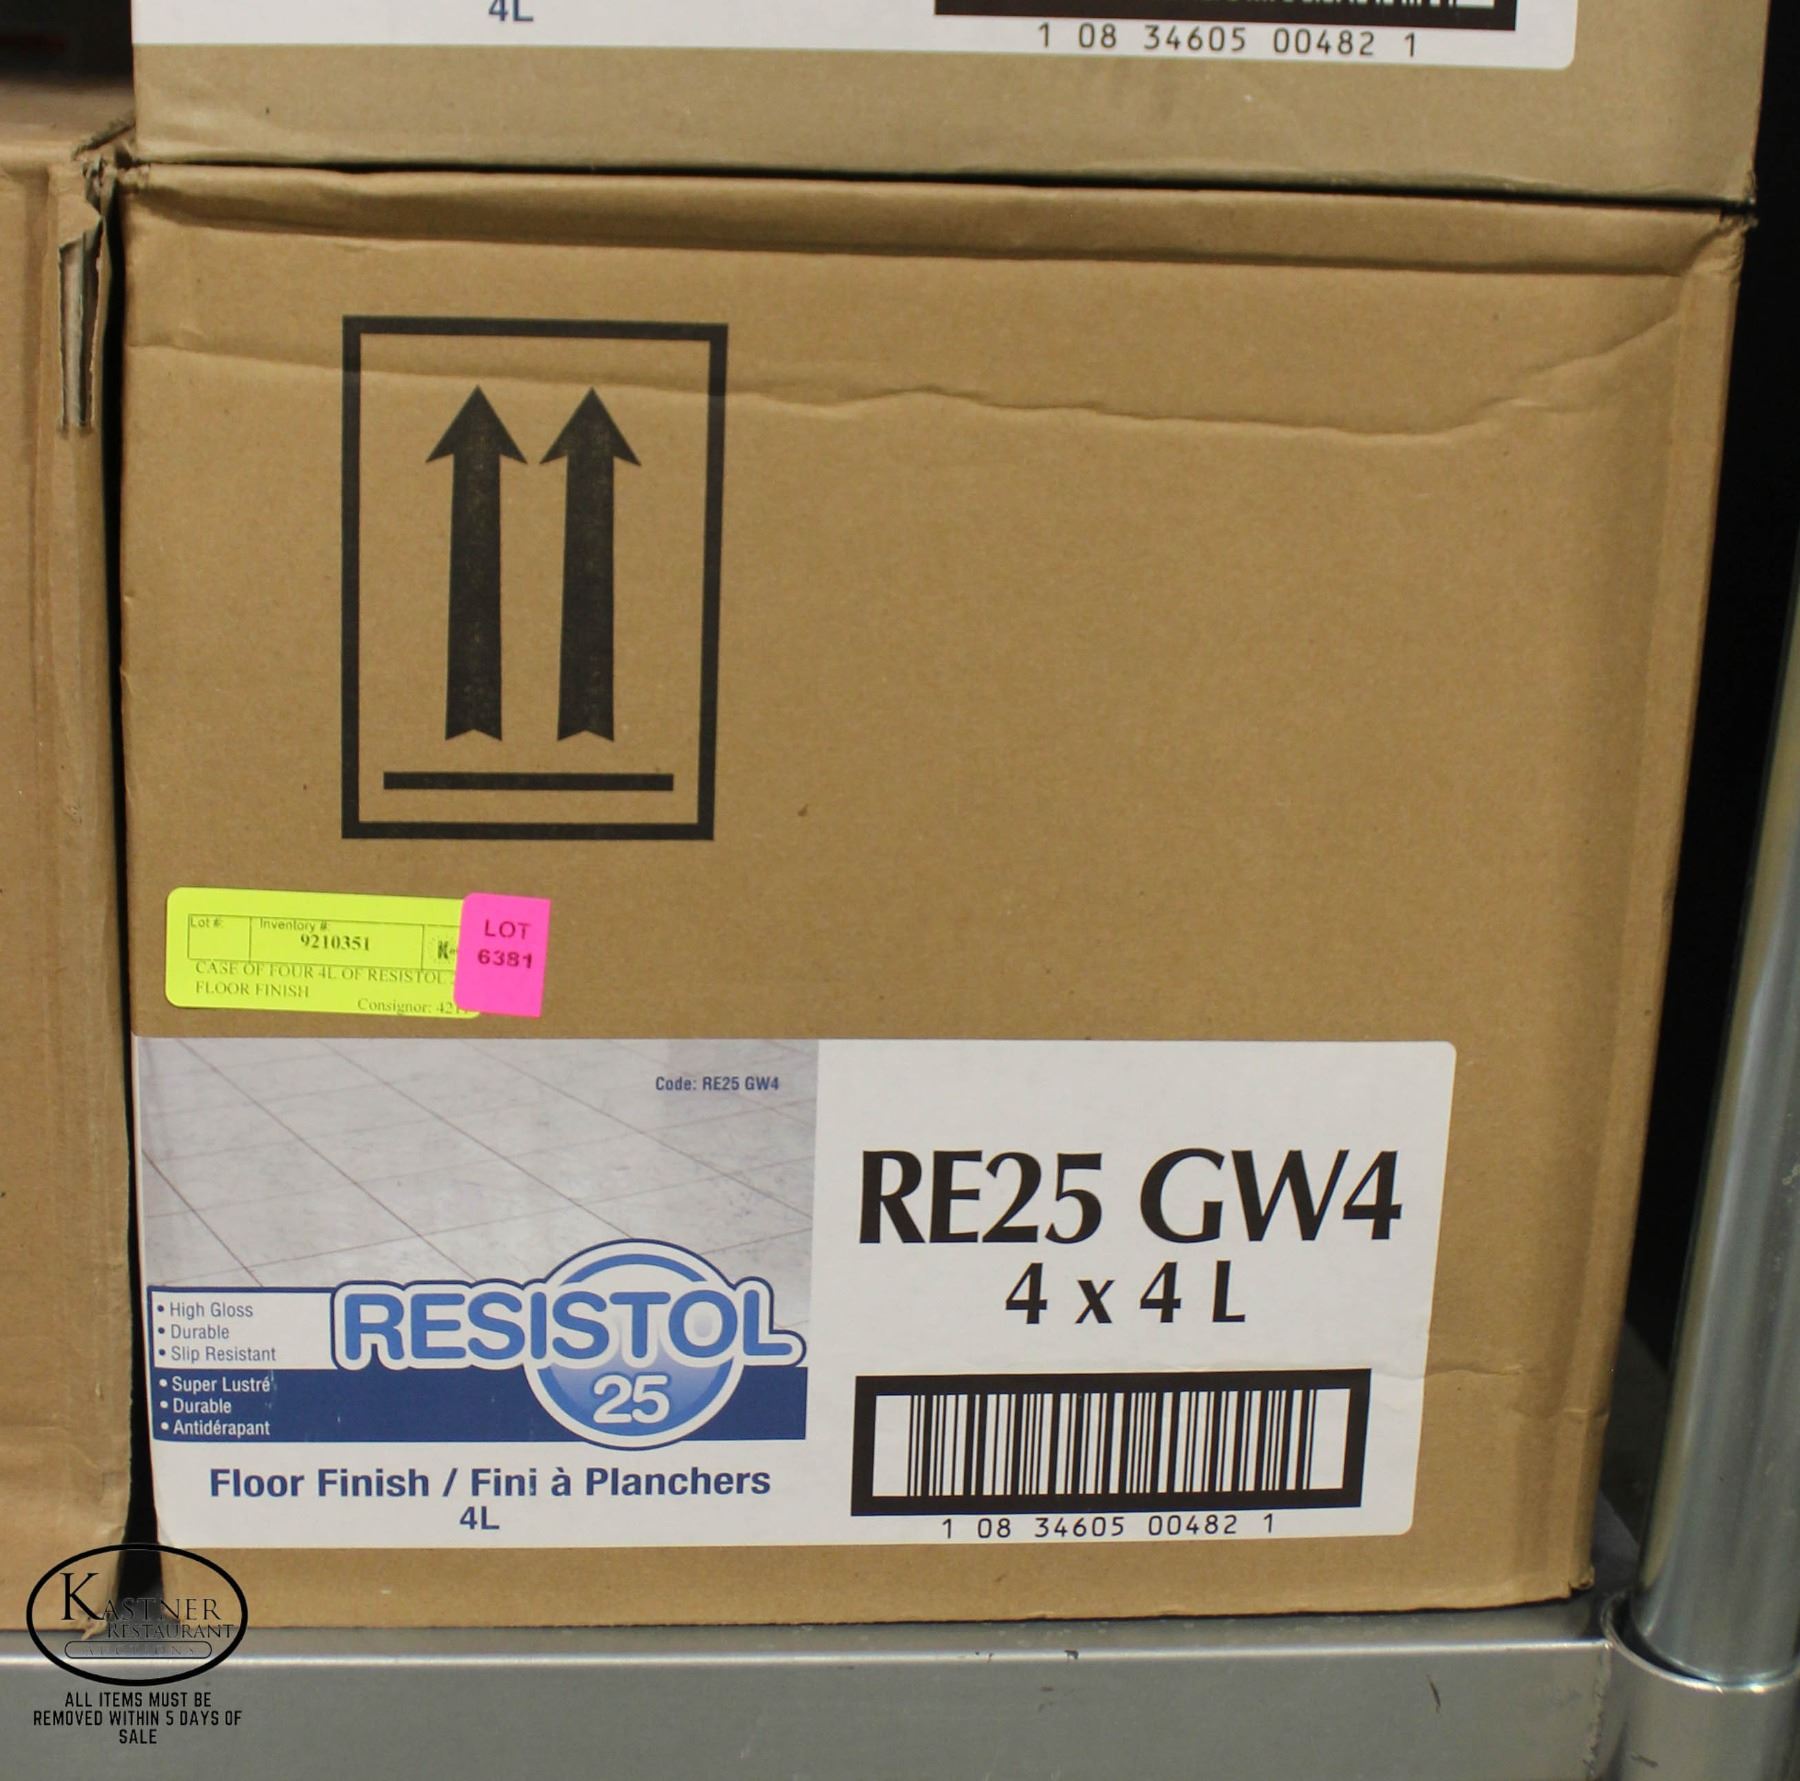 4L
1 08 34605 00482 1
Lot #:
Inventory #:
9210351
CASE OF FOUR 4L OF RESISTOL
FLOOR FINISH
Consignor:
LOT
6381
Code: RE25 GW4
RE25 GW4
4 x 4 L
• High Gloss
• Durable
• Slip Resistant
• Super Lustré
• Durable
• Antidérapant
RESISTOL
25
Floor Finish / Fini à Planchers
4L
1 08 34605 00482 1
KASTNER
RESTAURANT
AUCTIONS
ALL ITEMS MUST BE
REMOVED WITHIN 5 DAYS OF
SALE